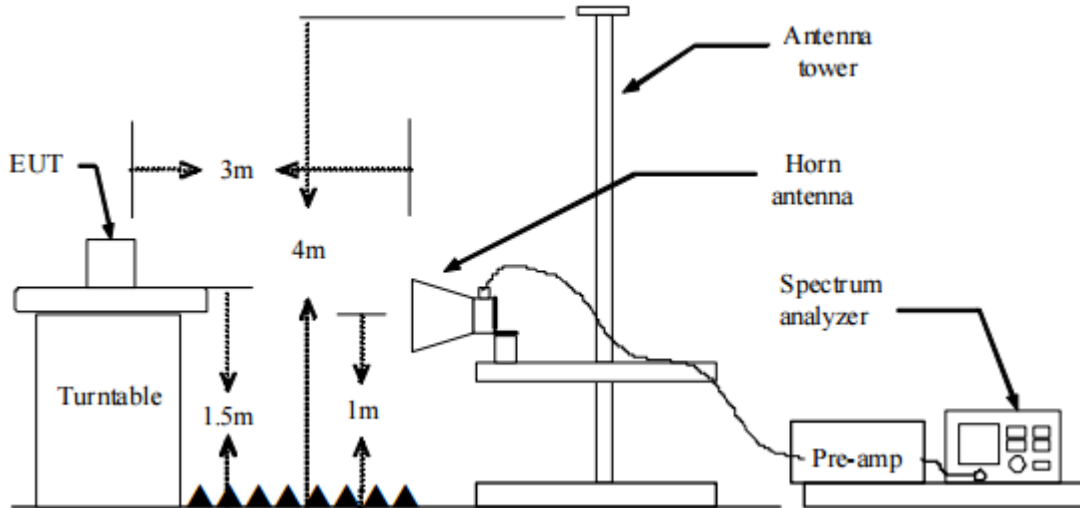 Antenna
tower
EUT
3m
Horn
antenna
4m
Spectrum
analyzer
Turntable
1.5m
1m
Pre-amp